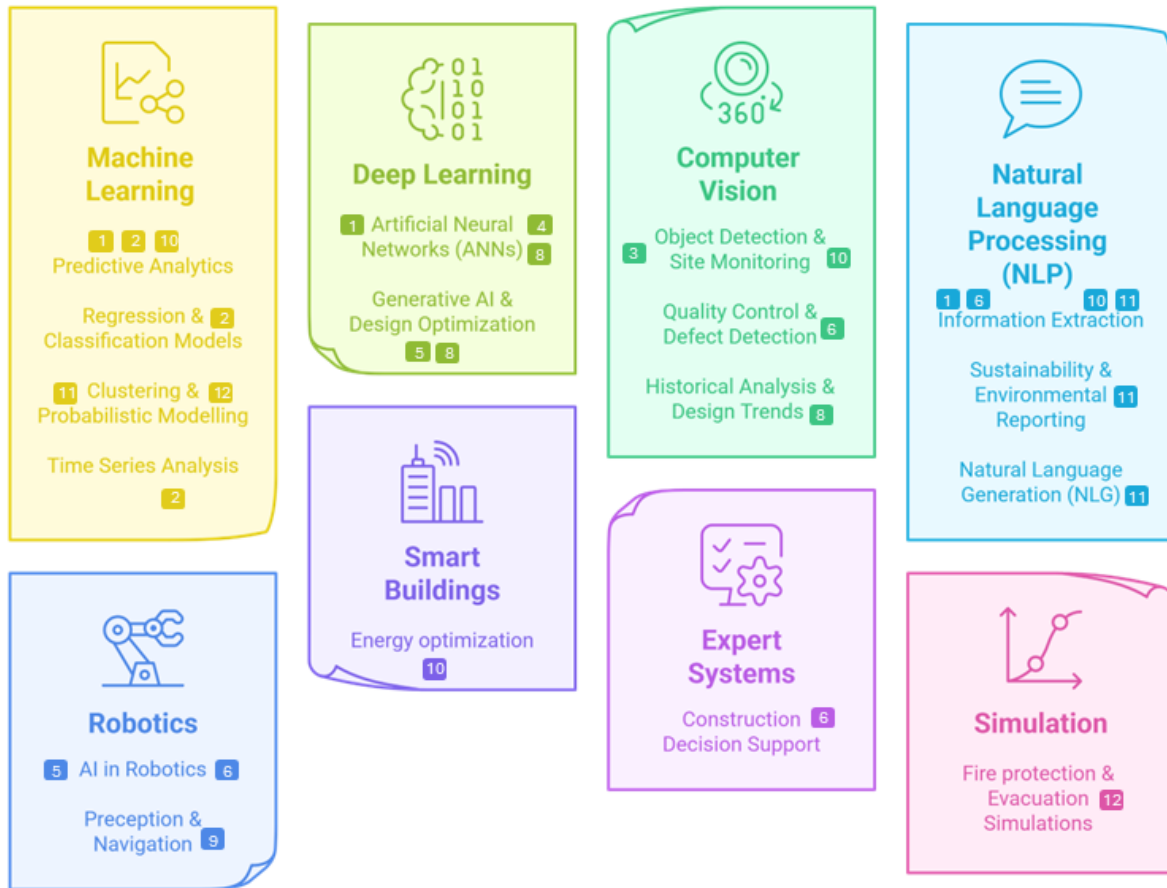 Machine
Learning
1 2 10
Predictive Analytics
Regression & 2
Classification Models
11 Clustering & 12
Probabilistic Modelling
Time Series Analysis
2
01
10
01
01
Deep Learning
1 Artificial Neural 4
Networks (ANNs) 8
Generative AI &
Design Optimization
5 8
360°
Computer
Vision
Object Detection &
3 Site Monitoring 10
Quality Control &
Defect Detection 6
Historical Analysis &
Design Trends 8
Natural
Language
Processing
(NLP)
1 6 10 11
Information Extraction
Sustainability &
Environmental 11
Reporting
Natural Language
Generation (NLG) 11
Robotics
5 AI in Robotics 6
Preception &
Navigation 9
Smart
Buildings
Energy optimization
10
Expert
Systems
Construction 6
Decision Support
Simulation
Fire protection &
Evacuation 12
Simulations